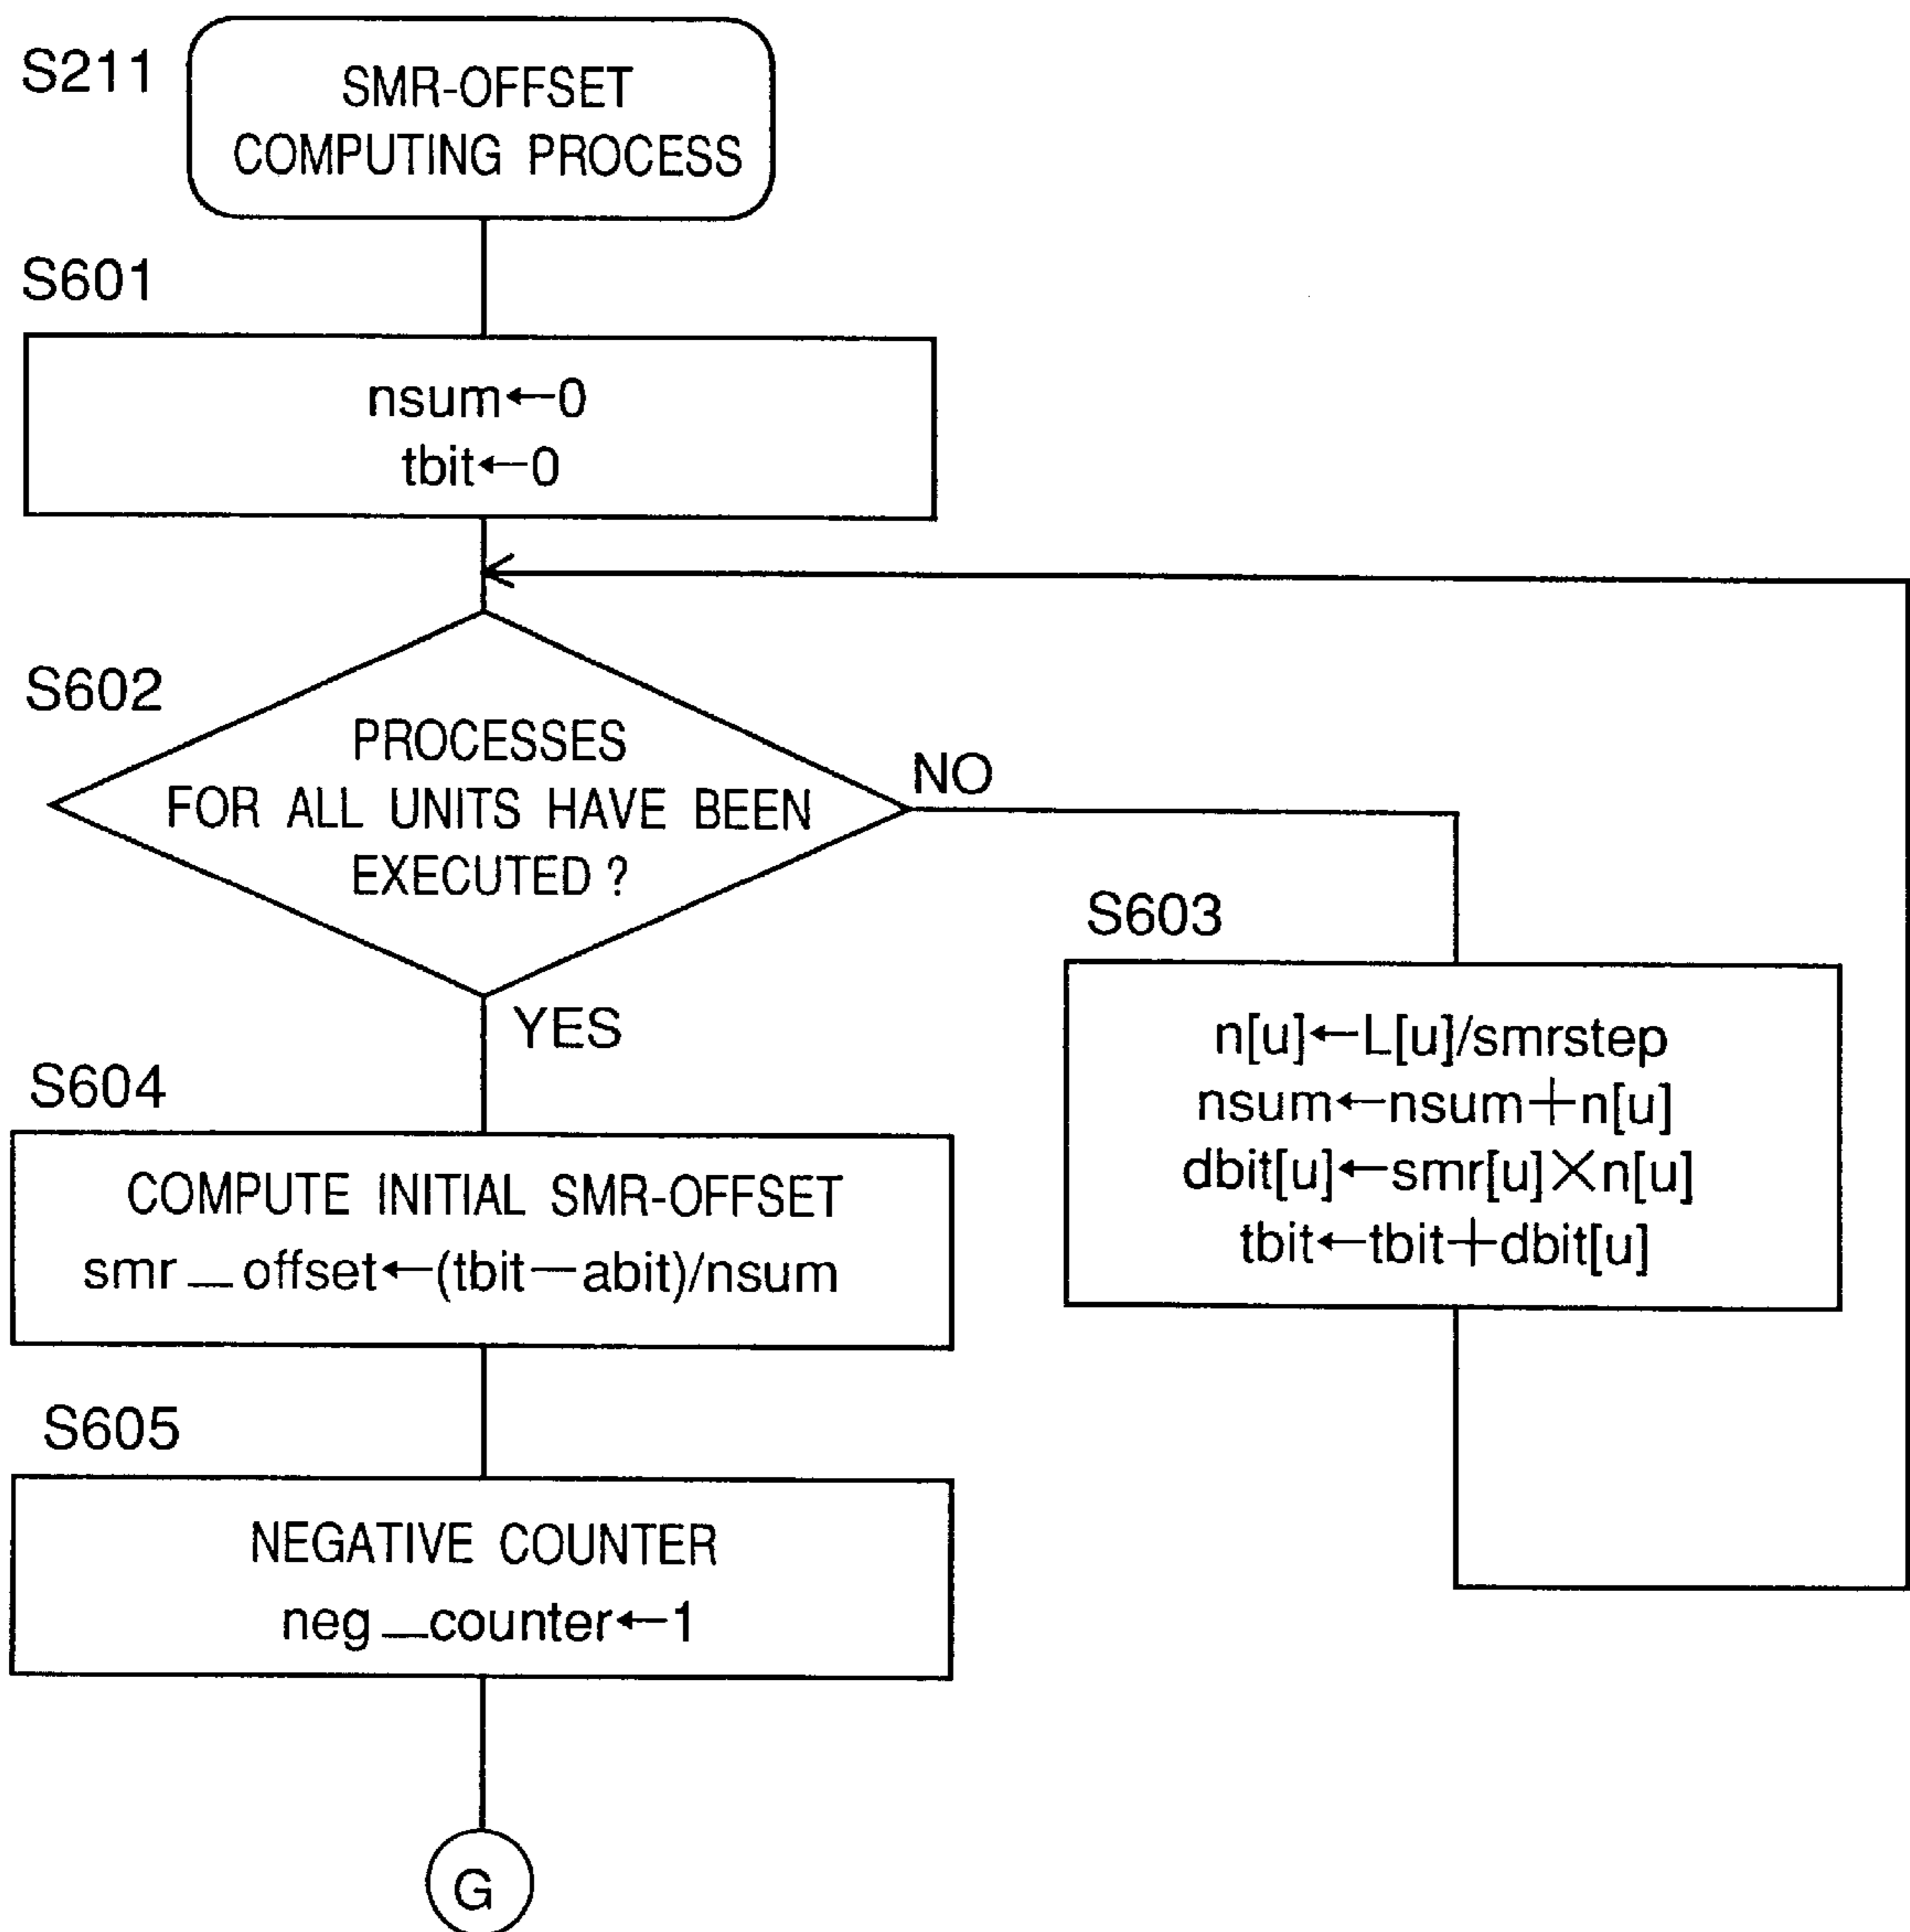 S211
SMR-OFFSET
COMPUTING PROCESS
S601
nsum←0
tbit←0
S602
PROCESSES
FOR ALL UNITS HAVE BEEN
EXECUTED ?
NO
YES
S603
n[u]←L[u]/smrstep
nsum←nsum+n[u]
dbit[u]←smr[u]×n[u]
tbit←tbit+dbit[u]
S604
COMPUTE INITIAL SMR-OFFSET
smr_offset←(tbit−abit)/nsum
S605
NEGATIVE COUNTER
neg_counter←1
G